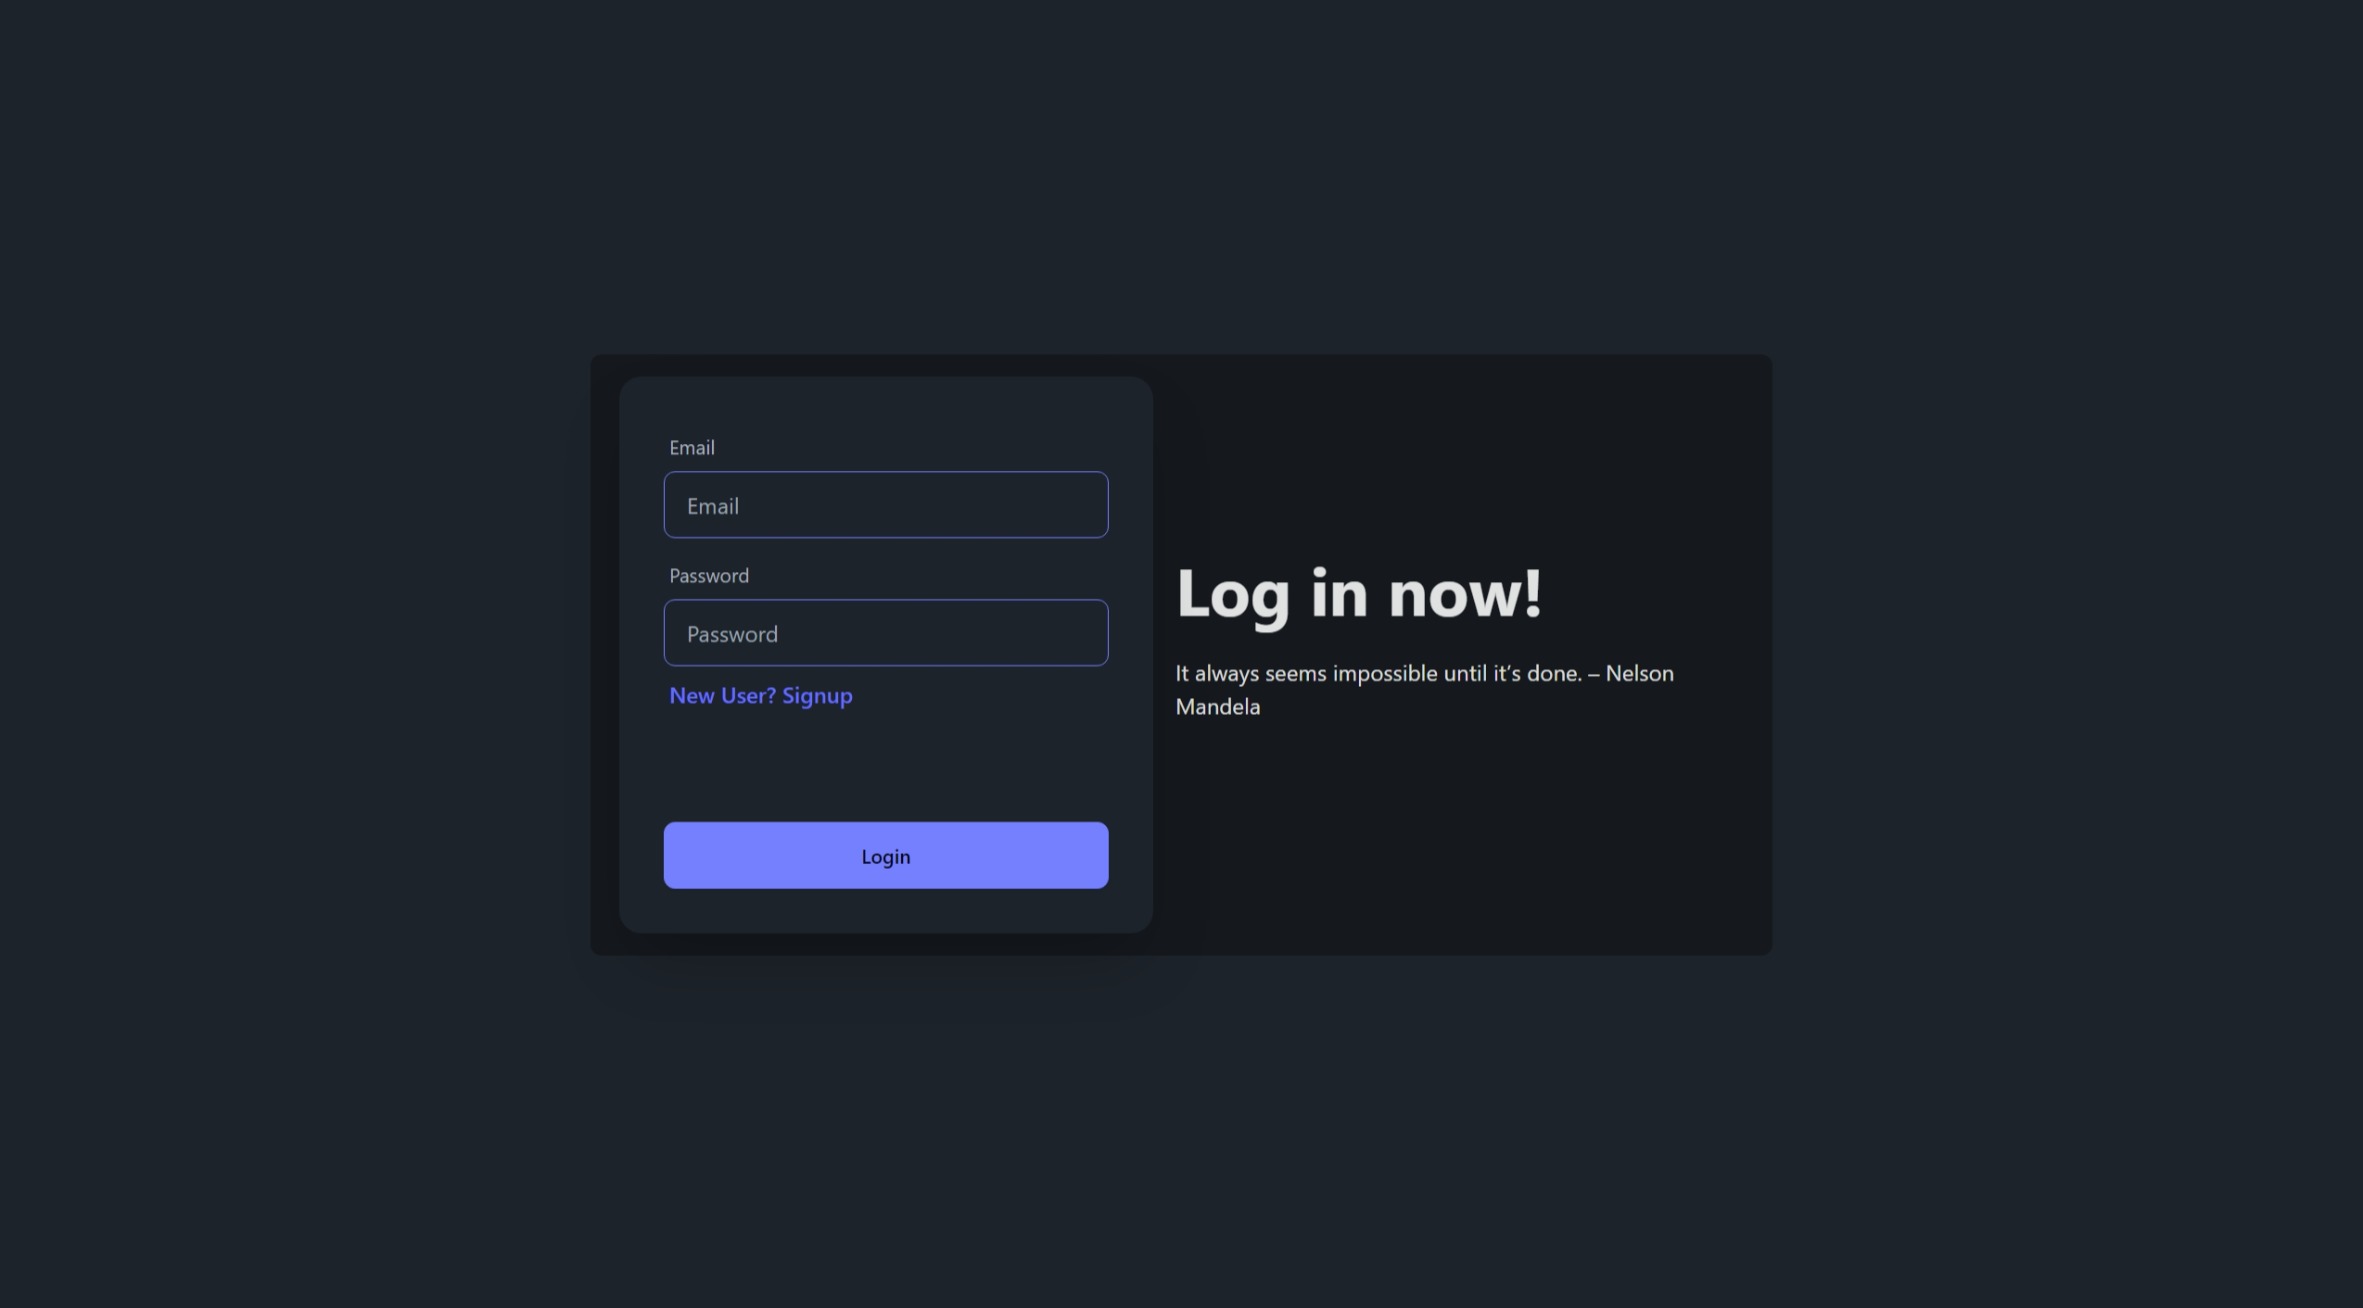 Email
Email
Password
Password
New User? Signup
Login
Log in now!
It always seems impossible until it’s done. – Nelson
Mandela